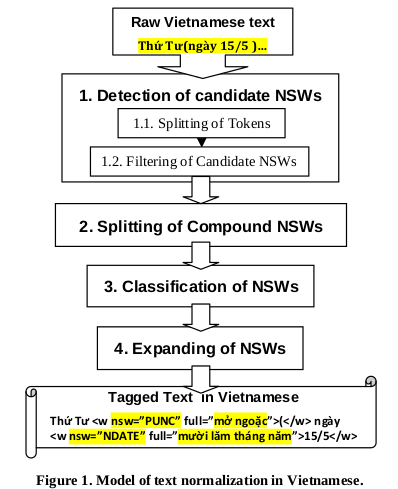 Raw Vietnamese text
Thứ Tư(ngày 15/5 )...
1. Detection of candidate NSWs
1.1. Splitting of Tokens
1.2. Filtering of Candidate NSWs
2. Splitting of Compound NSWs
3. Classification of NSWs
4. Expanding of NSWs
Tagged Text in Vietnamese
Thứ Tư <w nsw="PUNC" full="mở ngoặc">(</w> ngày
<w nsw="NDATE" full="mười lăm tháng năm">15/5</w>
Figure 1. Model of text normalization in Vietnamese.